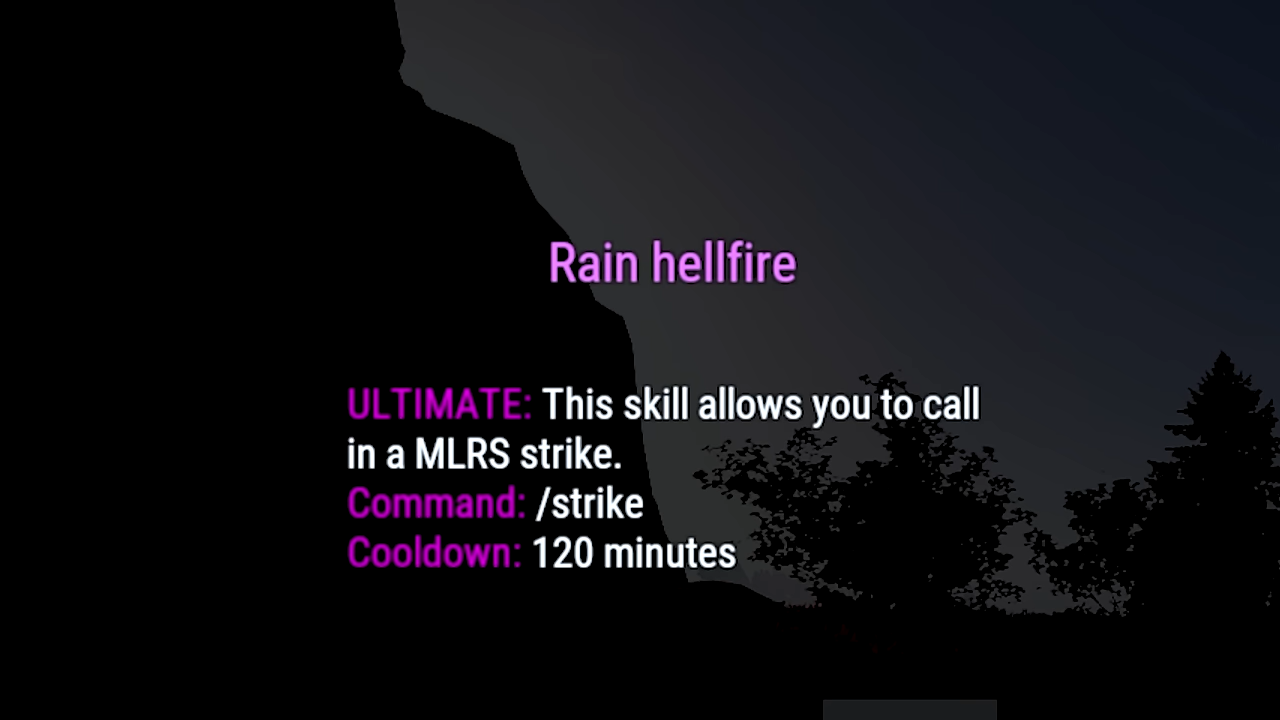 Rain hellfire
ULTIMATE: This skill allows you to call
in a MLRS strike.
Command: /strike
Cooldown: 120 minutes